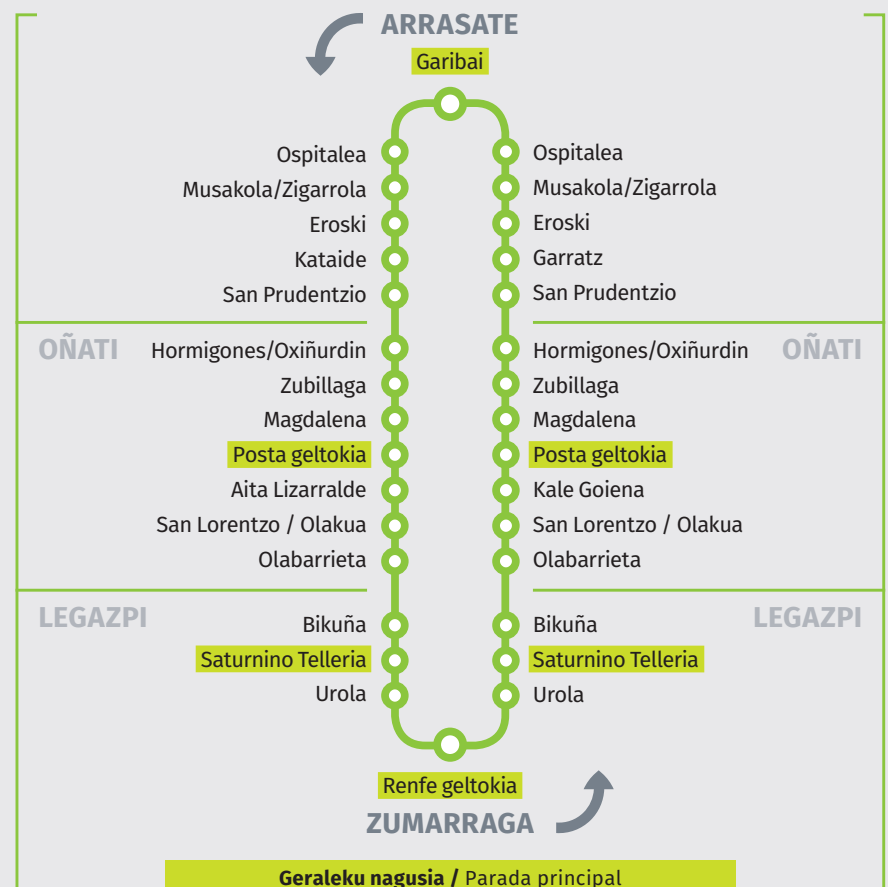 ARRASATE
Garibai
Ospitalea
Musakola/Zigarrola
Eroski
Kataide
San Prudentzio
Ospitalea
Musakola/Zigarrola
Eroski
Garratz
San Prudentzio
OÑATI
Hormigones/Oxiñurdin
Zubillaga
Magdalena
Posta geltokia
Aita Lizarralde
San Lorentzo / Olakua
Olabarrieta
Hormigones/Oxiñurdin
OÑATI
Zubillaga
Magdalena
Posta geltokia
Kale Goiena
San Lorentzo / Olakua
Olabarrieta
LEGAZPI
Bikuña
Saturnino Telleria
Urola
Bikuña
LEGAZPI
Saturnino Telleria
Urola
Renfe geltokia
ZUMARRAGA
Geraleku nagusia / Parada principal